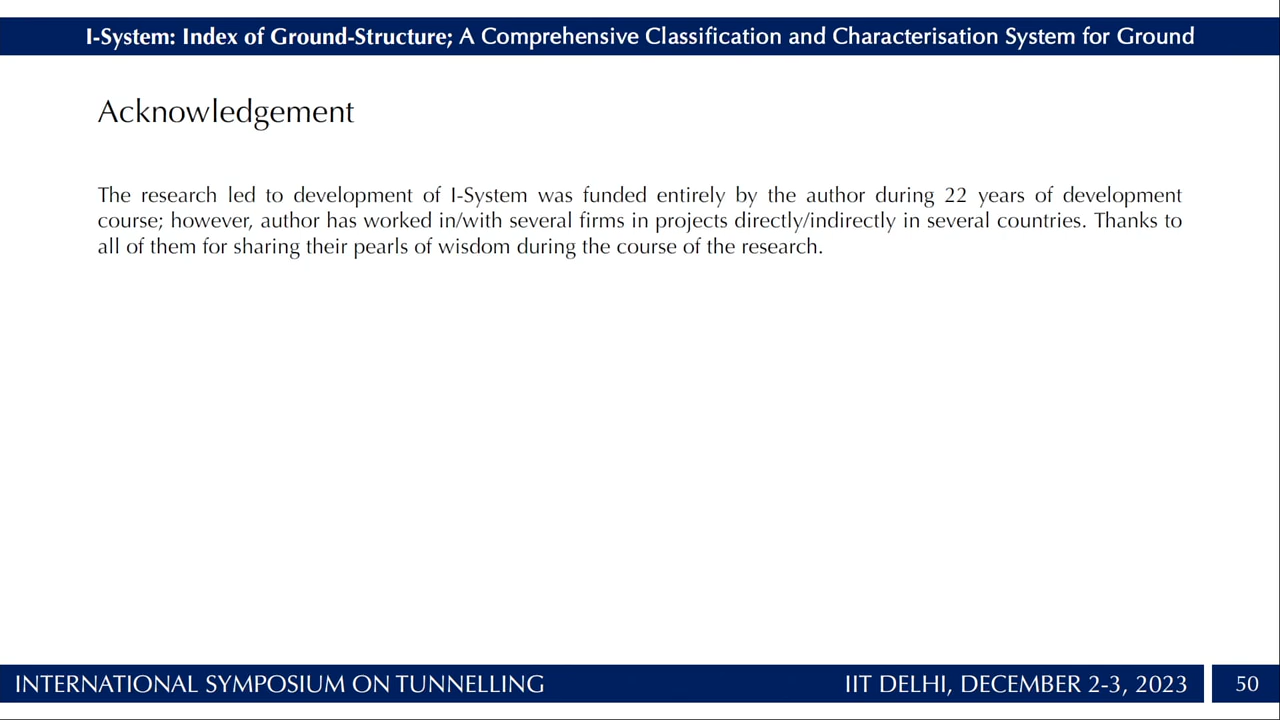 I-System: Index of Ground-Structure; A Comprehensive Classification and Characterisation System for Ground
Acknowledgement
The research led to development of I-System was funded entirely by the author during 22 years of development
course; however, author has worked in/with several firms in projects directly/indirectly in several countries. Thanks to
all of them for sharing their pearls of wisdom during the course of the research.
INTERNATIONAL SYMPOSIUM ON TUNNELLING
IIT DELHI, DECEMBER 2-3, 2023
50